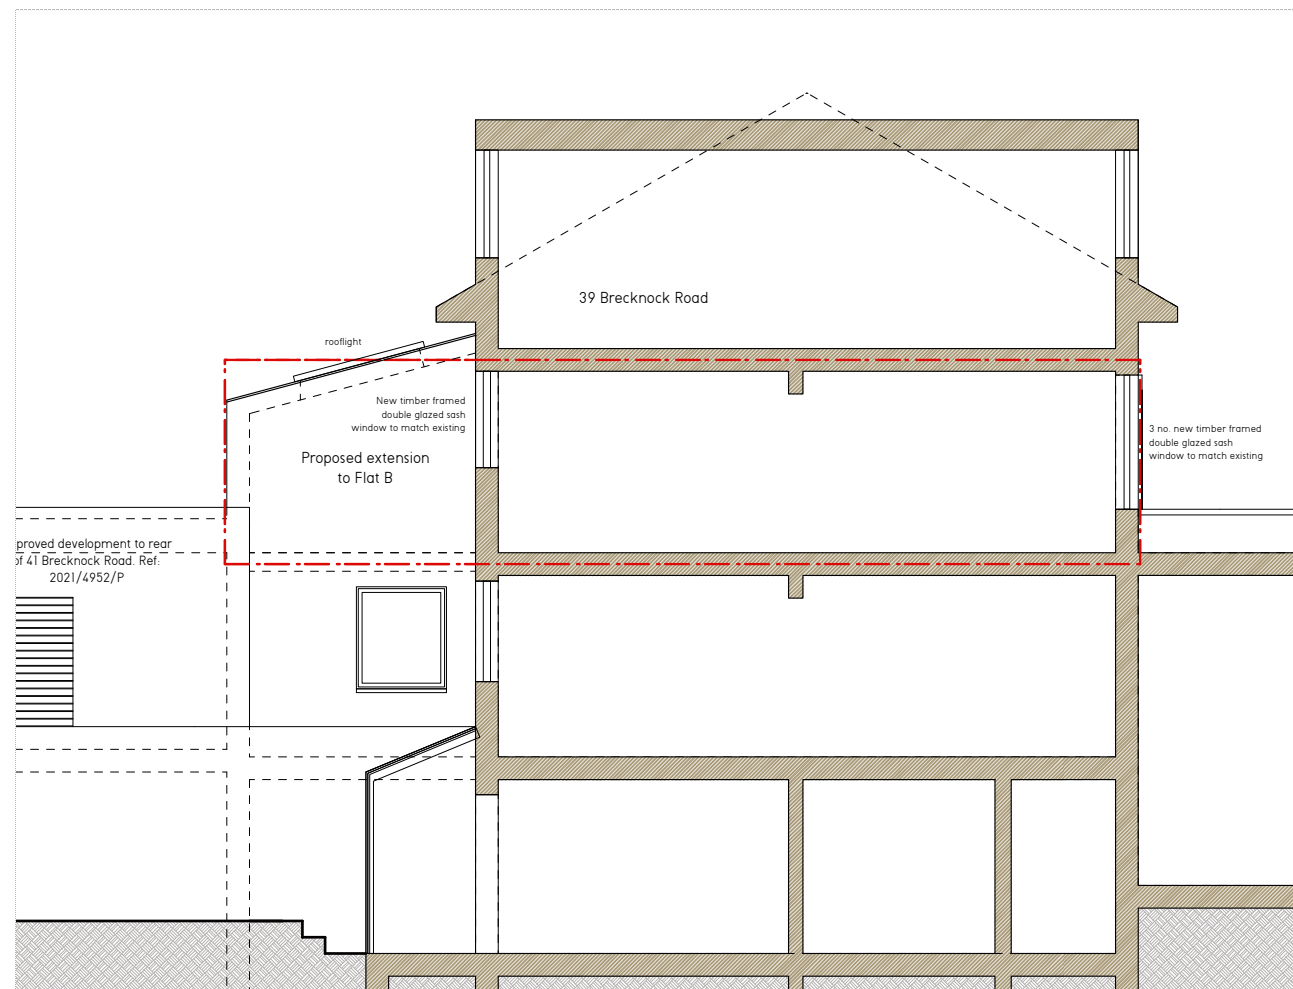 39 Brecknock Road
rooflight
New timber framed
double glazed sash
window to match existing
3 no. new timber framed
double glazed sash
window to match existing
Proposed extension
to Flat B
proved development to rear
of 41 Brecknock Road. Ref:
2021/4952/P